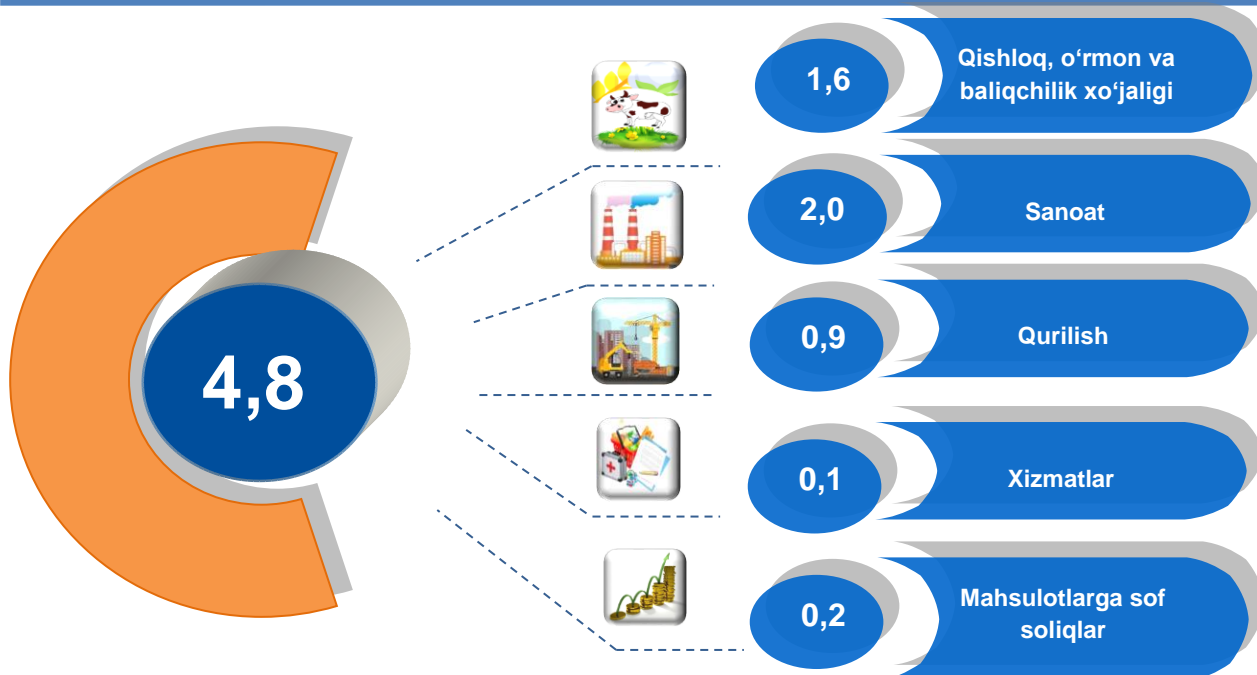 4,8
1,6
Qishloq, o‘rmon va
baliqchilik xo‘jaligi
2,0
Sanoat
0,9
Qurilish
0,1
Xizmatlar
0,2
Mahsulotlarga sof
soliqlar